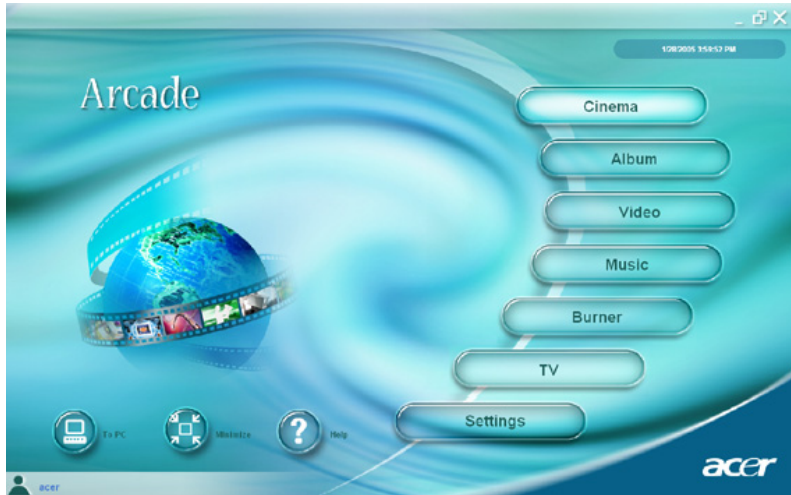 1/28/2005 3:59:52 PM
Arcade
Cinema
Album
Video
Music
Burner
TV
Settings
To PC
Minimize
Help
acer
acer